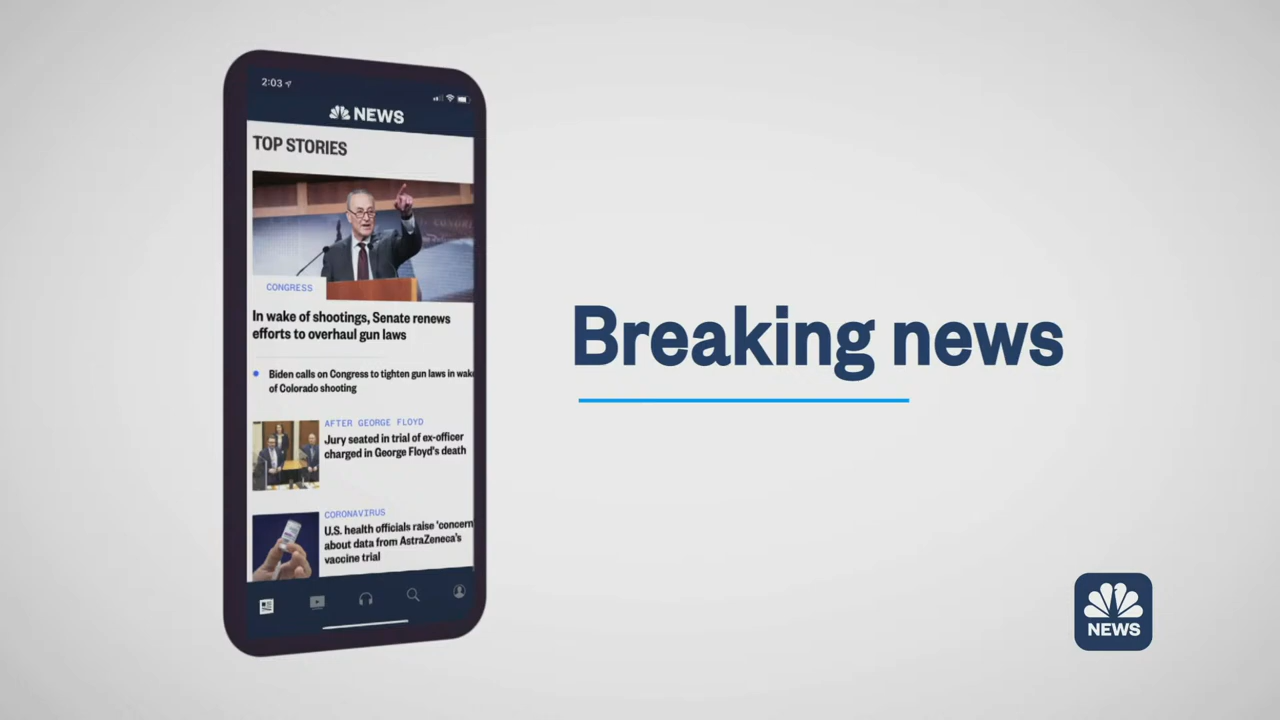 2:03
NEWS
TOP STORIES
CONGRESS
In wake of shootings, Senate renews
efforts to overhaul gun laws
Biden calls on Congress to tighten gun laws in wake
of Colorado shooting
AFTER GEORGE FLOYD
Jury seated in trial of ex-officer
charged in George Floyd's death
CORONAVIRUS
U.S. health officials raise 'concern
about data from AstraZeneca's
vaccine trial
Breaking news
NEWS